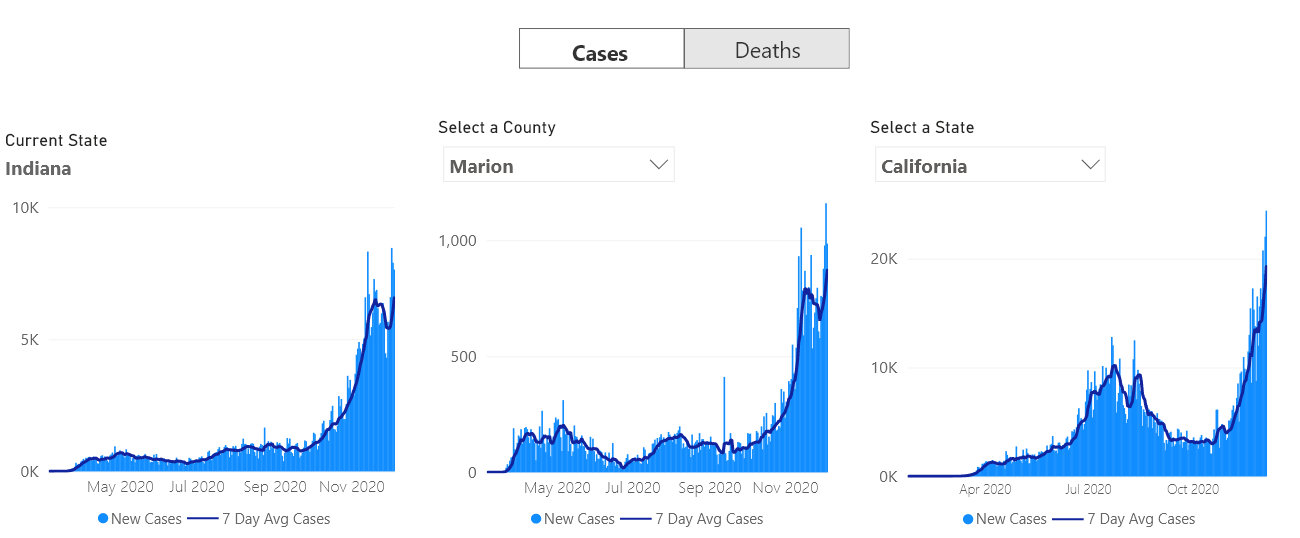 Cases
Deaths
Current State
Indiana
10K
5K
0K
May 2020
Jul 2020
Sep 2020
Nov 2020
New Cases
7 Day Avg Cases
Select a County
Marion
1,000
500
0
May 2020
Jul 2020
Sep 2020
Nov 2020
New Cases
7 Day Avg Cases
Select a State
California
20K
10K
0K
Apr 2020
Jul 2020
Oct 2020
New Cases
7 Day Avg Cases